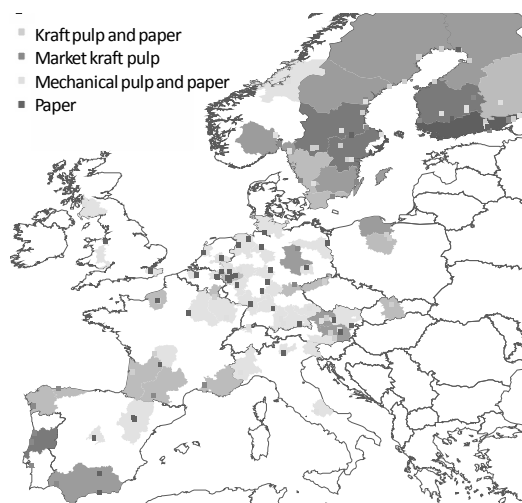 Kraft pulp and paper
Market kraft pulp
Mechanical pulp and paper
Paper